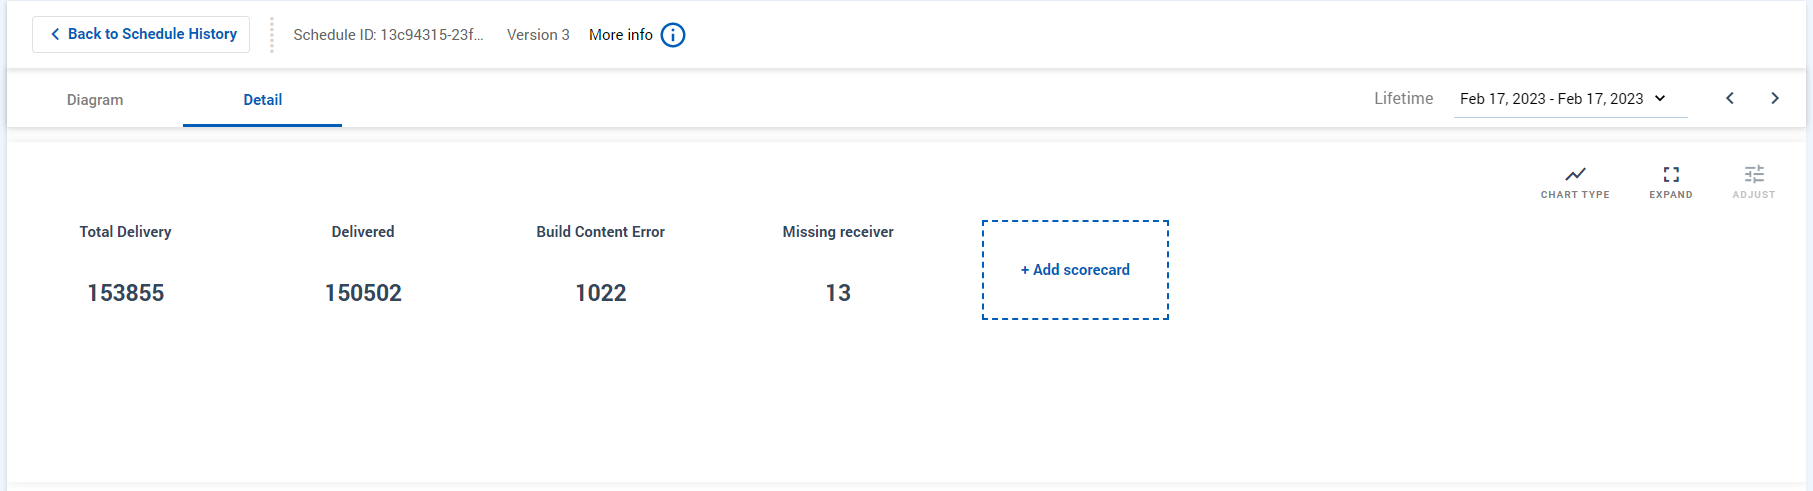 Back to Schedule History
Schedule ID: 13c94315-23f...
Version 3
More info
Diagram
Detail
Lifetime
Feb 17, 2023 - Feb 17, 2023
CHART TYPE
EXPAND
ADJUST
Total Delivery
Delivered
Build Content Error
Missing receiver
153855
150502
1022
13
+ Add scorecard